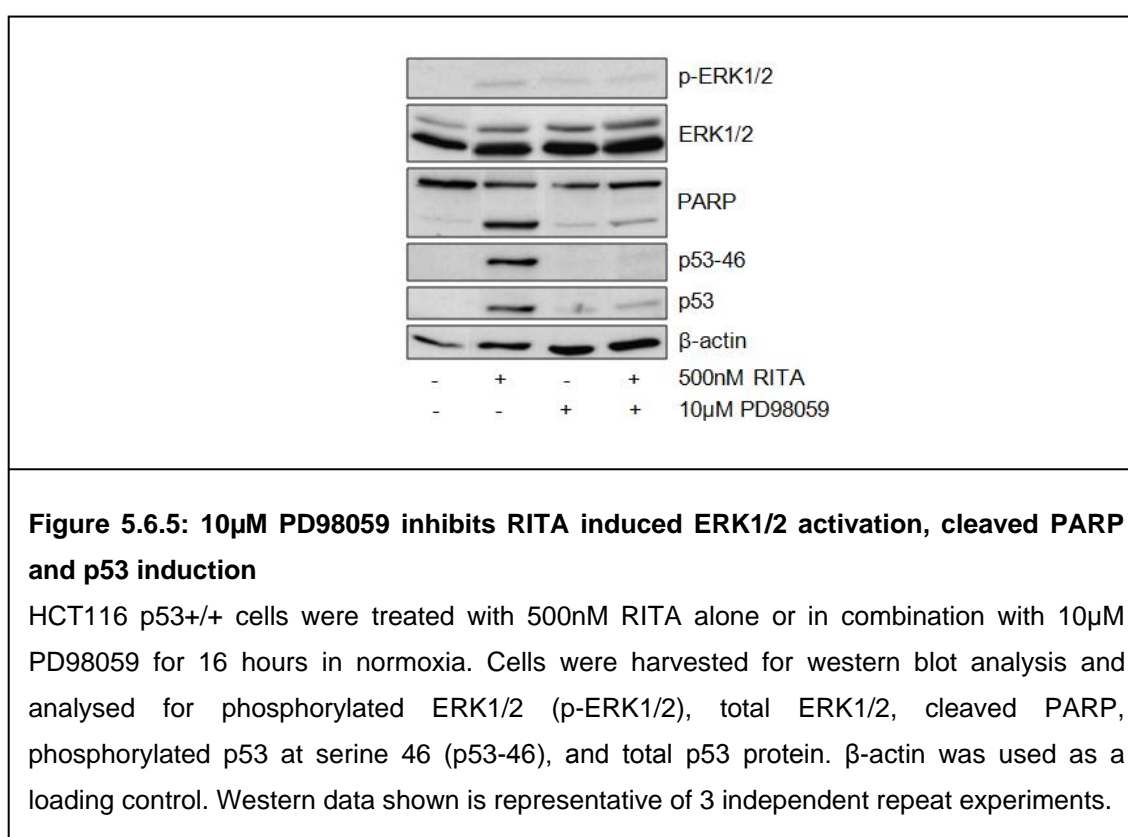 p-ERK1/2
ERK1/2
PARP
p53-46
p53
β-actin
- + - + 500nM RITA
- - + + 10µM PD98059
Figure 5.6.5: 10µM PD98059 inhibits RITA induced ERK1/2 activation, cleaved PARP
and p53 induction
HCT116 p53+/+ cells were treated with 500nM RITA alone or in combination with 10µM
PD98059 for 16 hours in normoxia. Cells were harvested for western blot analysis and
analysed for phosphorylated ERK1/2 (p-ERK1/2), total ERK1/2, cleaved PARP,
phosphorylated p53 at serine 46 (p53-46), and total p53 protein. β-actin was used as a
loading control. Western data shown is representative of 3 independent repeat experiments.